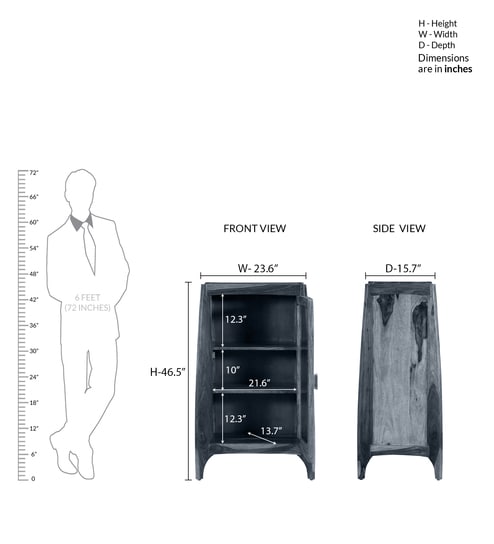 H - Height
W - Width
D - Depth
Dimensions
are in inches
FRONT VIEW
SIDE VIEW
W- 23.6”
D-15.7”
H-46.5”
12.3”
10”
21.6”
12.3”
13.7”
6 FEET
(72 INCHES)
72"
66"
60"
54"
48"
42"
36"
30"
24"
18"
12"
6"
0